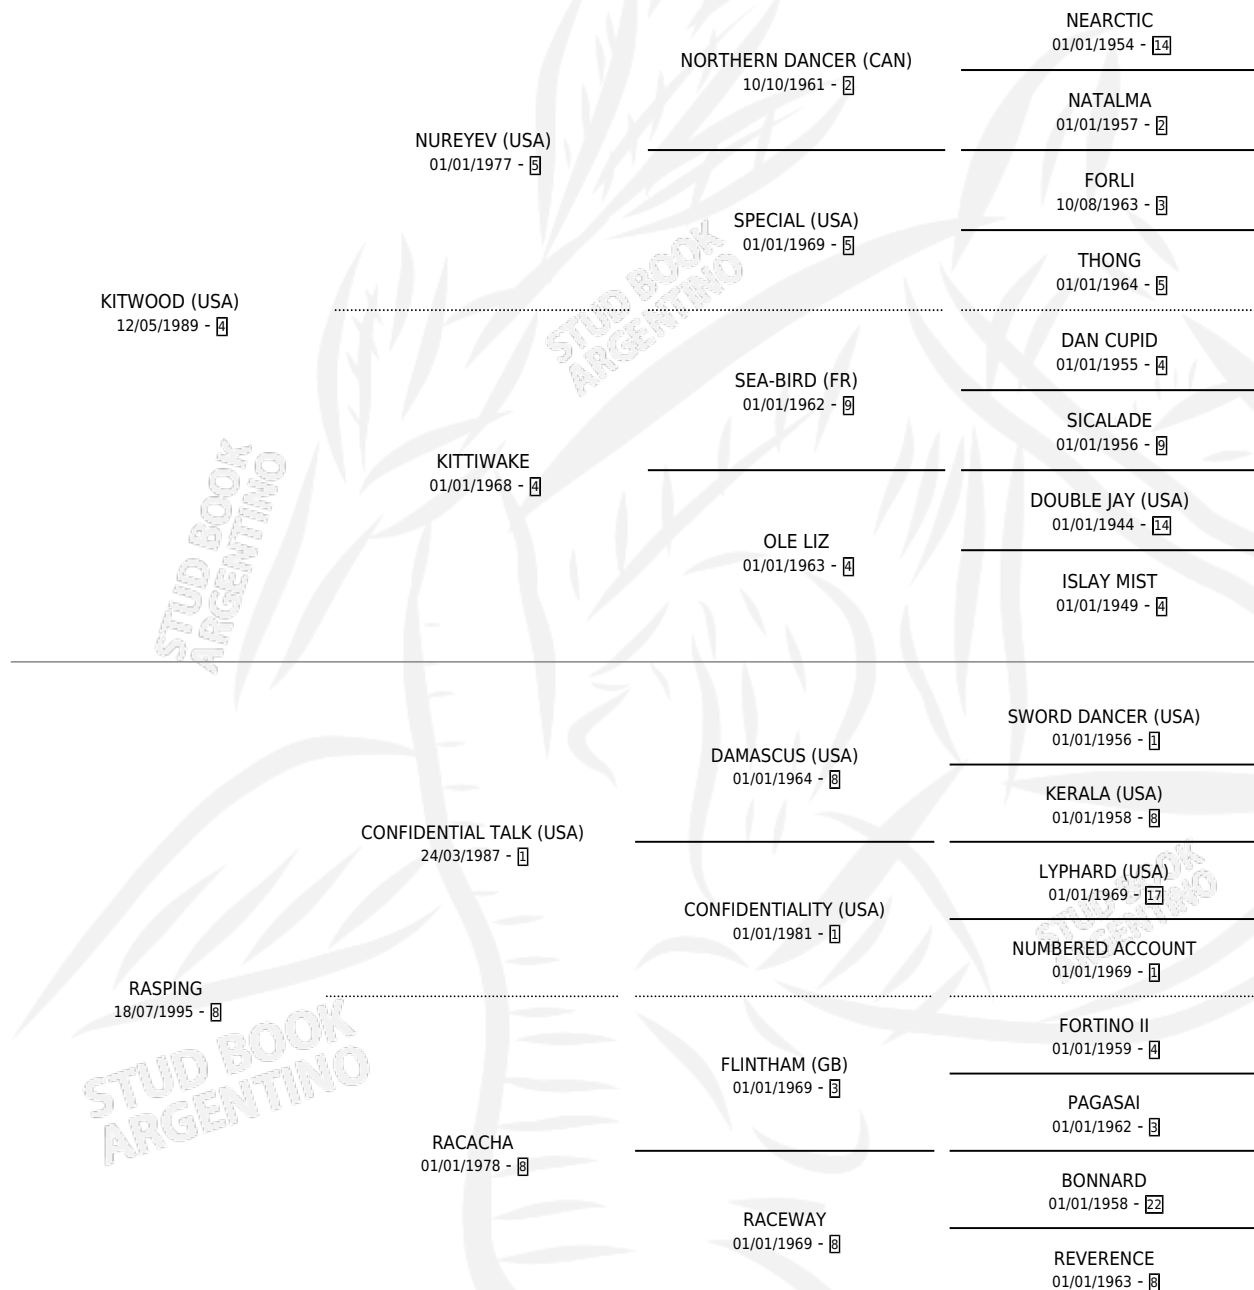 NEARCTIC
01/01/1954 - 14
NORTHERN DANCER (CAN)
10/10/1961 - 2
NATALMA
01/01/1957 - 2
NUREYEV (USA)
01/01/1977 - 5
FORLI
10/08/1963 - 3
SPECIAL (USA)
01/01/1969 - 5
THONG
01/01/1964 - 5
KITWOOD (USA)
12/05/1989 - 4
DAN CUPID
01/01/1955 - 4
SEA-BIRD (FR)
01/01/1962 - 9
SICALADE
01/01/1956 - 9
KITTIWAKE
01/01/1968 - 4
DOUBLE JAY (USA)
01/01/1944 - 14
OLE LIZ
01/01/1963 - 4
ISLAY MIST
01/01/1949 - 4
SWORD DANCER (USA)
01/01/1956 - 1
DAMASCUS (USA)
01/01/1964 - 8
KERALA (USA)
01/01/1958 - 8
CONFIDENTIAL TALK (USA)
24/03/1987 - 1
LYPHARD (USA)
01/01/1969 - 17
CONFIDENTIALITY (USA)
01/01/1981 - 1
NUMBERED ACCOUNT
01/01/1969 - 1
RASPING
18/07/1995 - 8
FORTINO II
01/01/1959 - 4
FLINTHAM (GB)
01/01/1969 - 3
PAGASAI
01/01/1962 - 3
RACACHA
01/01/1978 - 8
BONNARD
01/01/1958 - 22
RACEWAY
01/01/1969 - 8
REVERENCE
01/01/1963 - 8
STUD BOOK
ARGENTINO
STUD BOOK
ARGENTINO
STUD BOOK
ARGENTINO
STUD BOOK
ARGENTINO